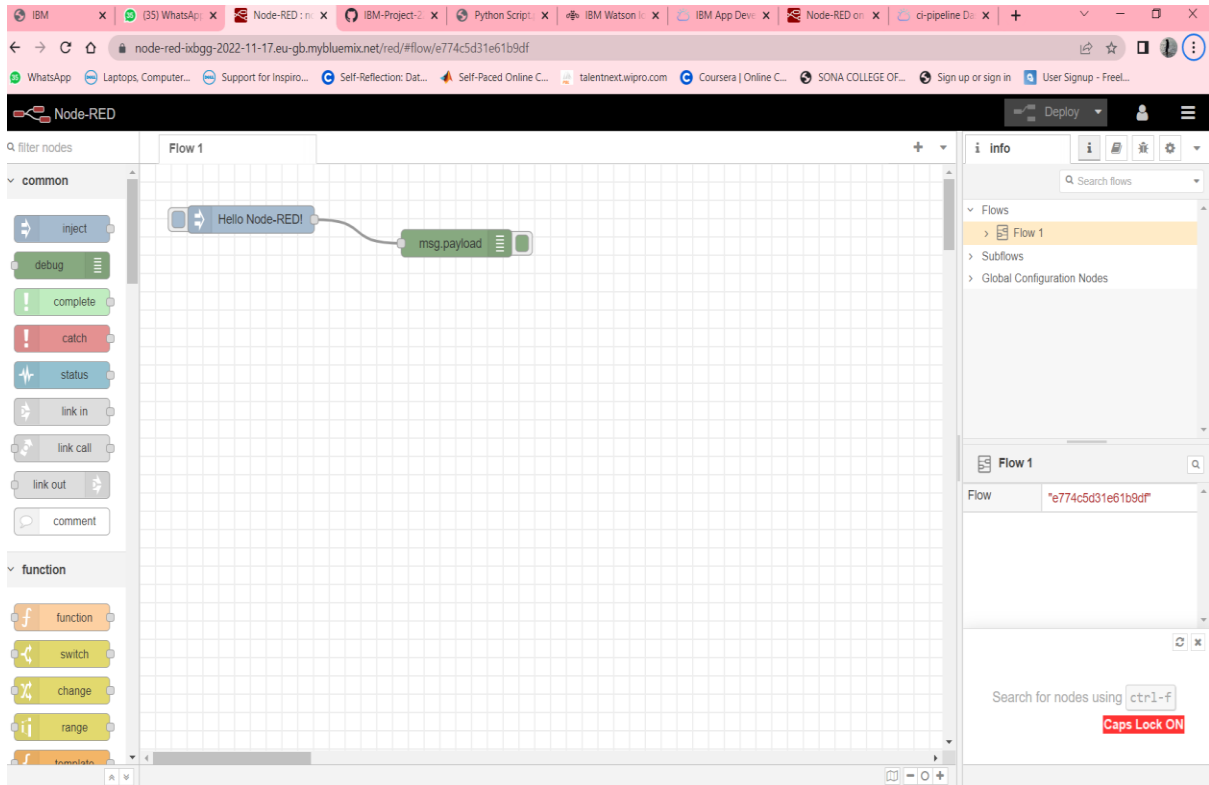 IBM
(35) WhatsAp
Node-RED : n
IBM-Project-2
Python Script.
IBM Watson Io
IBM App Deve
Node-RED on
ci-pipeline Da
node-red-ixbgg-2022-11-17.eu-gb.mybluemix.net/red/#flow/e774c5d31e61b9df
WhatsApp
Laptops, Computer...
Support for Inspiro...
Self-Reflection: Dat...
Self-Paced Online C...
talentnext.wipro.com
Coursera | Online C...
SONA COLLEGE OF...
Sign up or sign in
User Signup - Freel...
Node-RED
Deploy
filter nodes
common
inject
debug
complete
catch
status
link in
link call
link out
comment
function
function
switch
change
range
template
Flow 1
Hello Node-RED!
msg.payload
info
Search flows
Flows
Flow 1
Subflows
Global Configuration Nodes
Flow 1
Flow "e774c5d31e61b9df"
Search for nodes using ctrl-f
Caps Lock ON